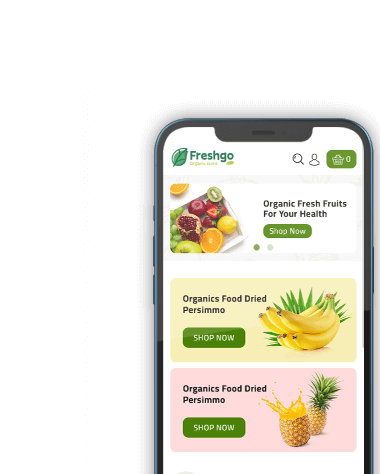 Freshgo
Organic store
0
Organic Fresh Fruits
For Your Health
Shop Now
Organics Food Dried
Persimmo
SHOP NOW
Organics Food Dried
Persimmo
SHOP NOW